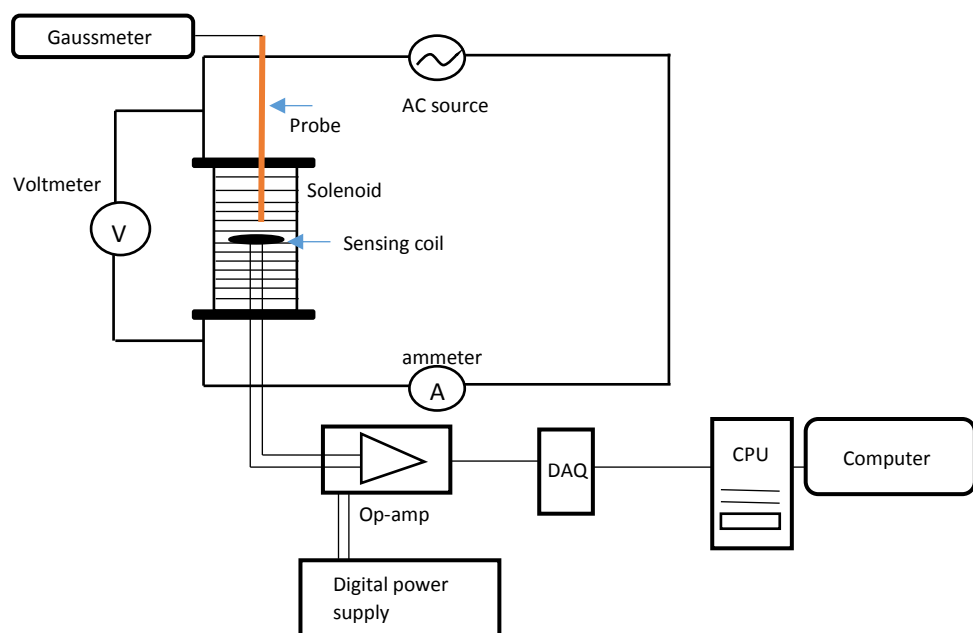 Gaussmeter
AC source
Probe
Voltmeter
Solenoid
V
Sensing coil
ammeter
A
CPU
Computer
DAQ
Op-amp
Digital power
supply